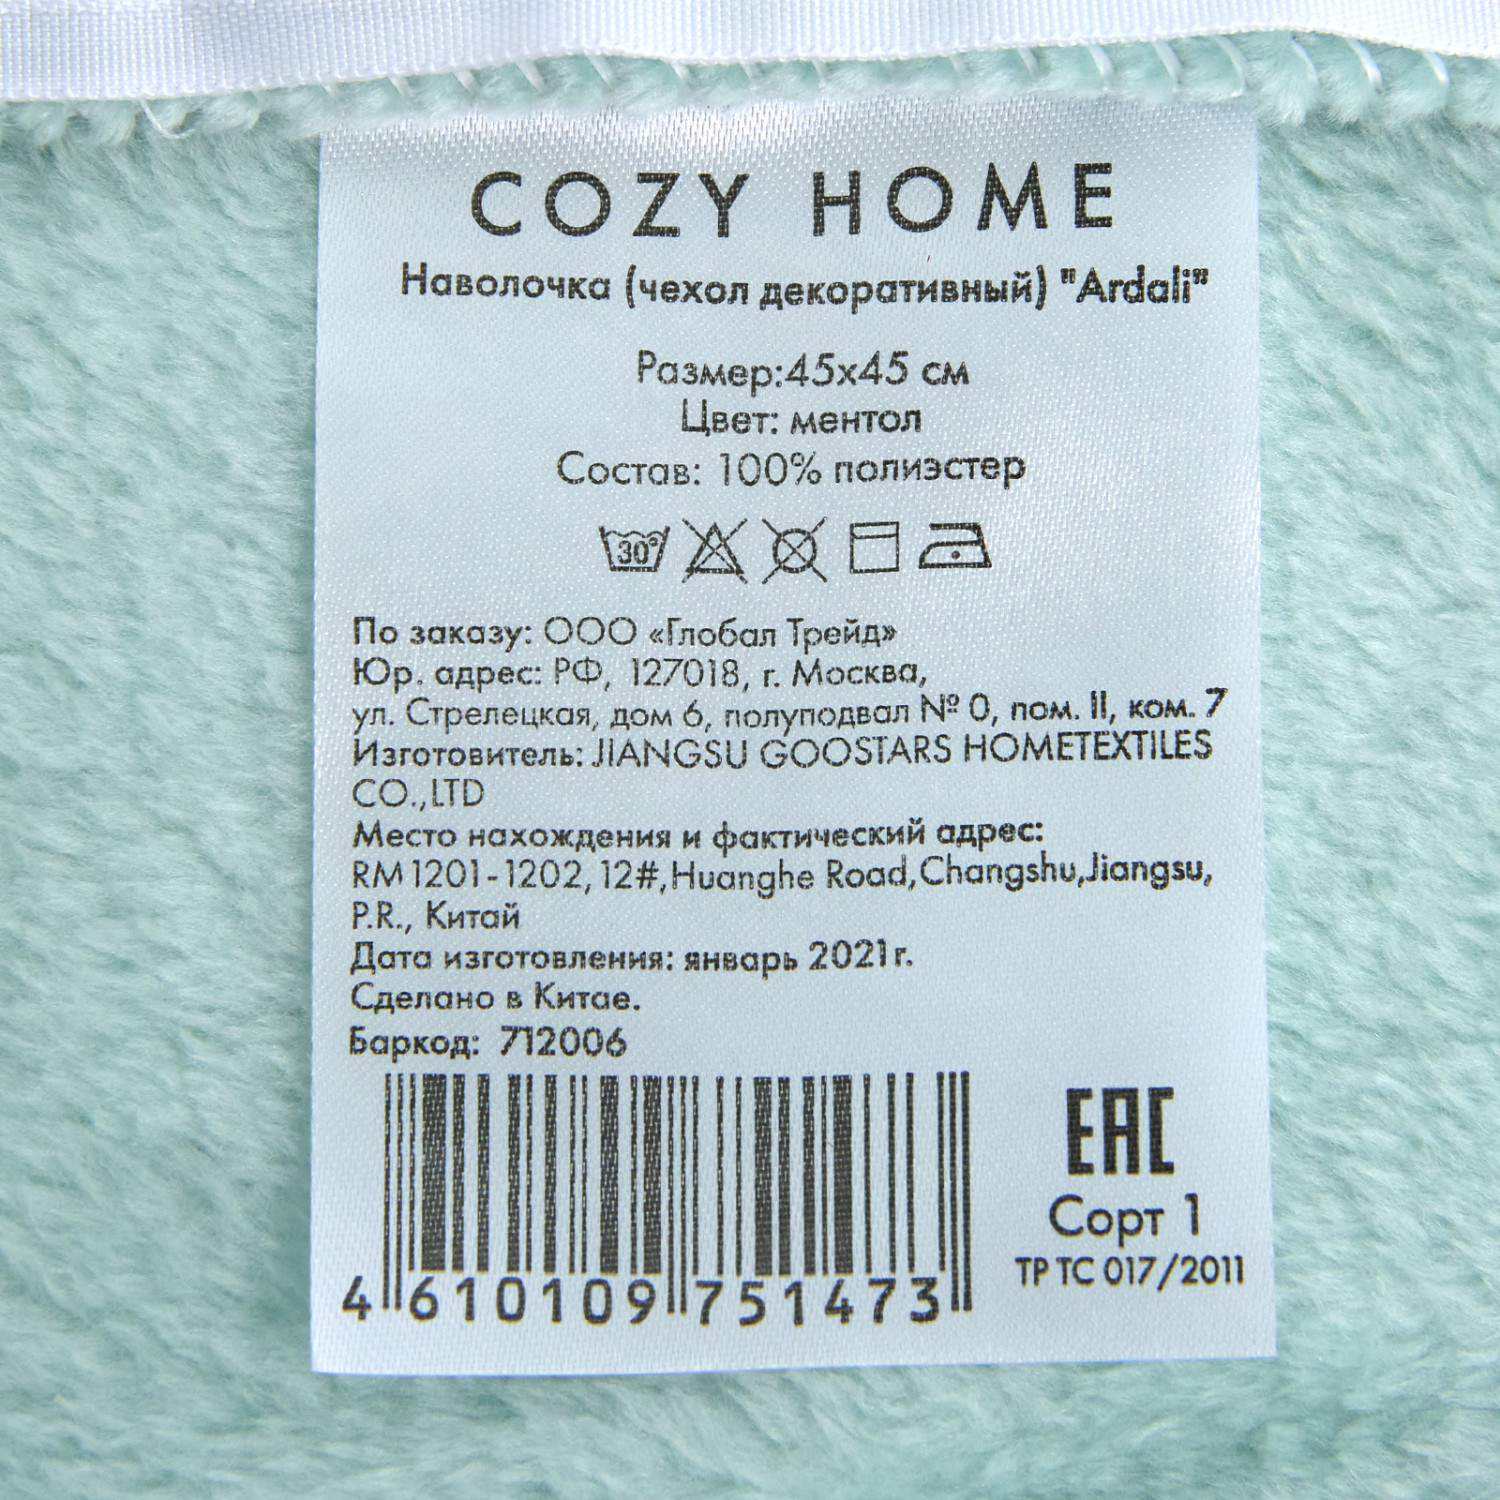 COZY HOME
Наволочка (чехол декоративный) "Ardali"
Размер:45x45 см
Цвет: ментол
Состав: 100% полиэстер
30°
По заказу: ООО «Глобал Трейд»
Юр. адрес: РФ, 127018, г. Москва,
ул. Стрелецкая, дом 6, полуподвал № 0, пом. II, ком. 7
Изготовитель: JIANGSU GOOSTARS HOMETEXTILES
CO.,LTD
Место нахождения и фактический адрес:
RM1201-1202,12#,Huanghe Road,Changshu,Jiangsu,
P.R., Китай
Дата изготовления: январь 2021г.
Сделано в Китае.
Баркод: 712006
4 610109 751473
EAC
Сорт 1
ТР ТС 017/2011